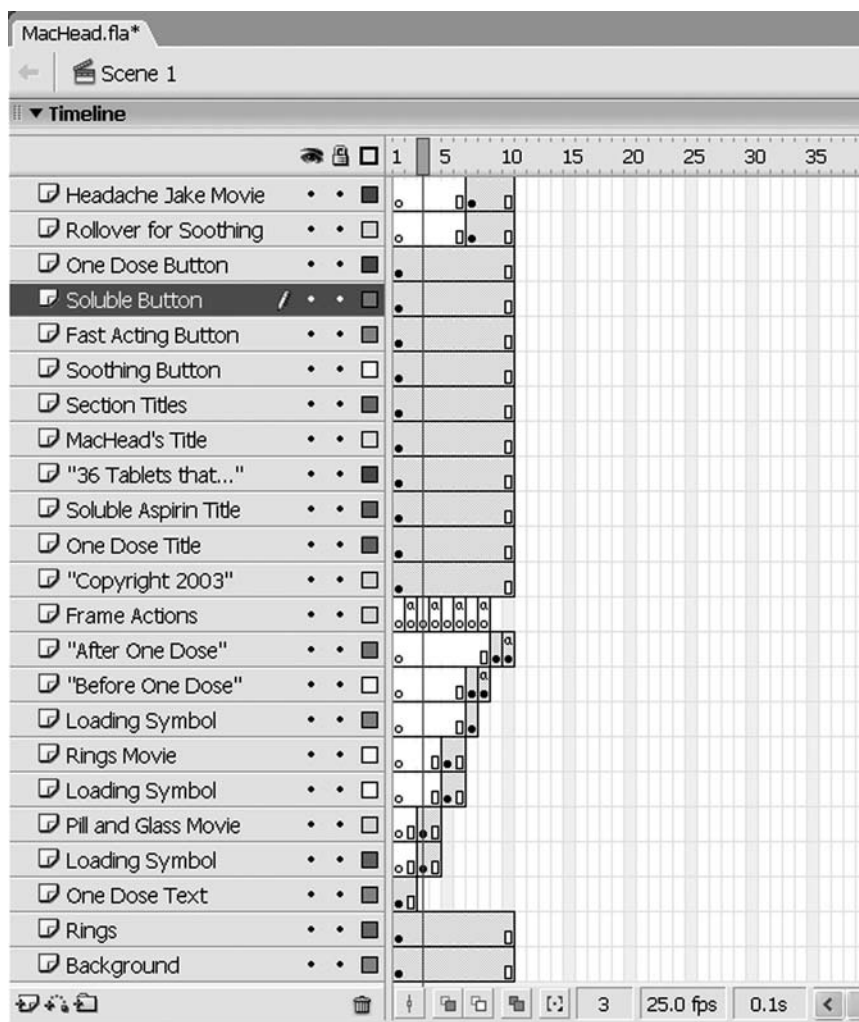 MacHead.fla*
Scene 1
Timeline
1 5 10 15 20 25 30 35
Headache Jake Movie
Rollover for Soothing
One Dose Button
Soluble Button
Fast Acting Button
Soothing Button
Section Titles
MacHead's Title
"36 Tablets that..."
Soluble Aspirin Title
One Dose Title
"Copyright 2003"
Frame Actions
a a a a
"After One Dose"
a
"Before One Dose"
a
Loading Symbol
Rings Movie
Loading Symbol
Pill and Glass Movie
Loading Symbol
One Dose Text
Rings
Background
3 25.0 fps 0.1s